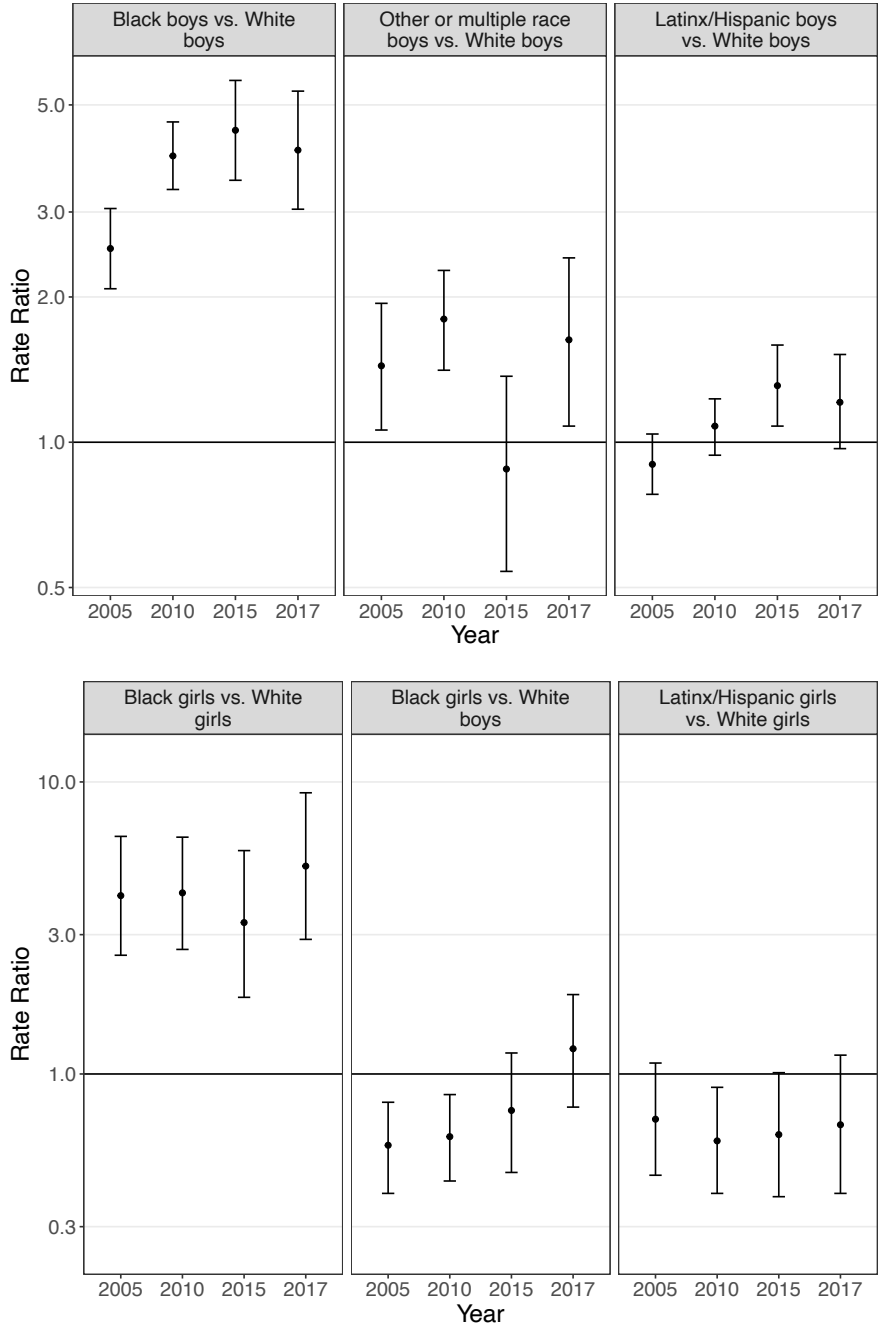 Black boys vs. White
boys
Other or multiple race
boys vs. White boys
Latinx/Hispanic boys
vs. White boys
Rate Ratio
5.0
3.0
2.0
1.0
0.5
2005 2010 2015 2017
2005 2010 2015 2017
2005 2010 2015 2017
Year
Black girls vs. White
girls
Black girls vs. White
boys
Latinx/Hispanic girls
vs. White girls
Rate Ratio
10.0
3.0
1.0
0.3
2005 2010 2015 2017
2005 2010 2015 2017
2005 2010 2015 2017
Year